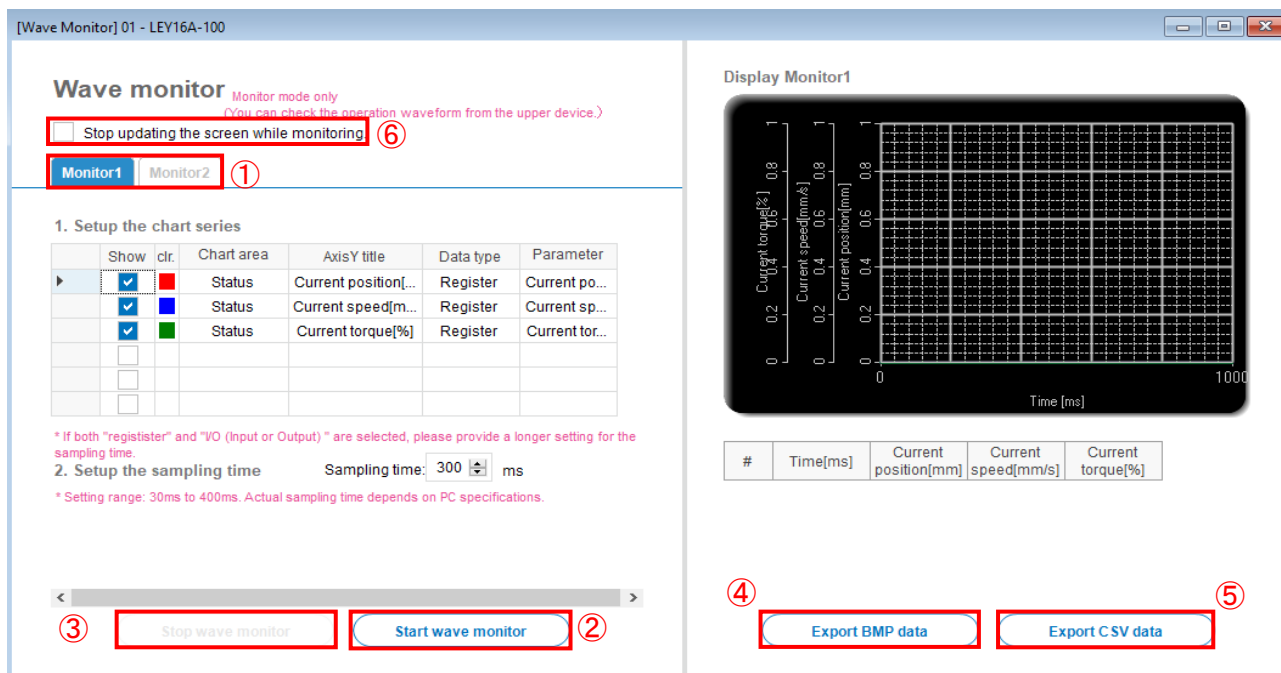 [Wave Monitor] 01 - LEY16A-100
Wave monitor Monitor mode only
(You can check the operation waveform from the upper device.)
Stop updating the screen while monitoring.
⑥
Monitor1 Monitor2 ①
1. Setup the chart series
Show clr. Chart area AxisY title Data type Parameter
Status Current position[... Register Current po...
Status Current speed[m... Register Current sp...
Status Current torque[%] Register Current tor...
* If both "registister" and "I/O (Input or Output) " are selected, please provide a longer setting for the
sampling time.
2. Setup the sampling time Sampling time: 300 ms
* Setting range: 30ms to 400ms. Actual sampling time depends on PC specifications.
③ Stop wave monitor Start wave monitor ②
Display Monitor1
Current torque[%]
0 0.2 0.4 0.6 0.8 1
Current speed[mm/s]
0 0.2 0.4 0.6 0.8 1
Current position[mm]
0 0.2 0.4 0.6 0.8 1
0 1000
Time [ms]
# Time[ms] Current position[mm] Current speed[mm/s] Current torque[%]
④ ⑤
Export BMP data Export CSV data